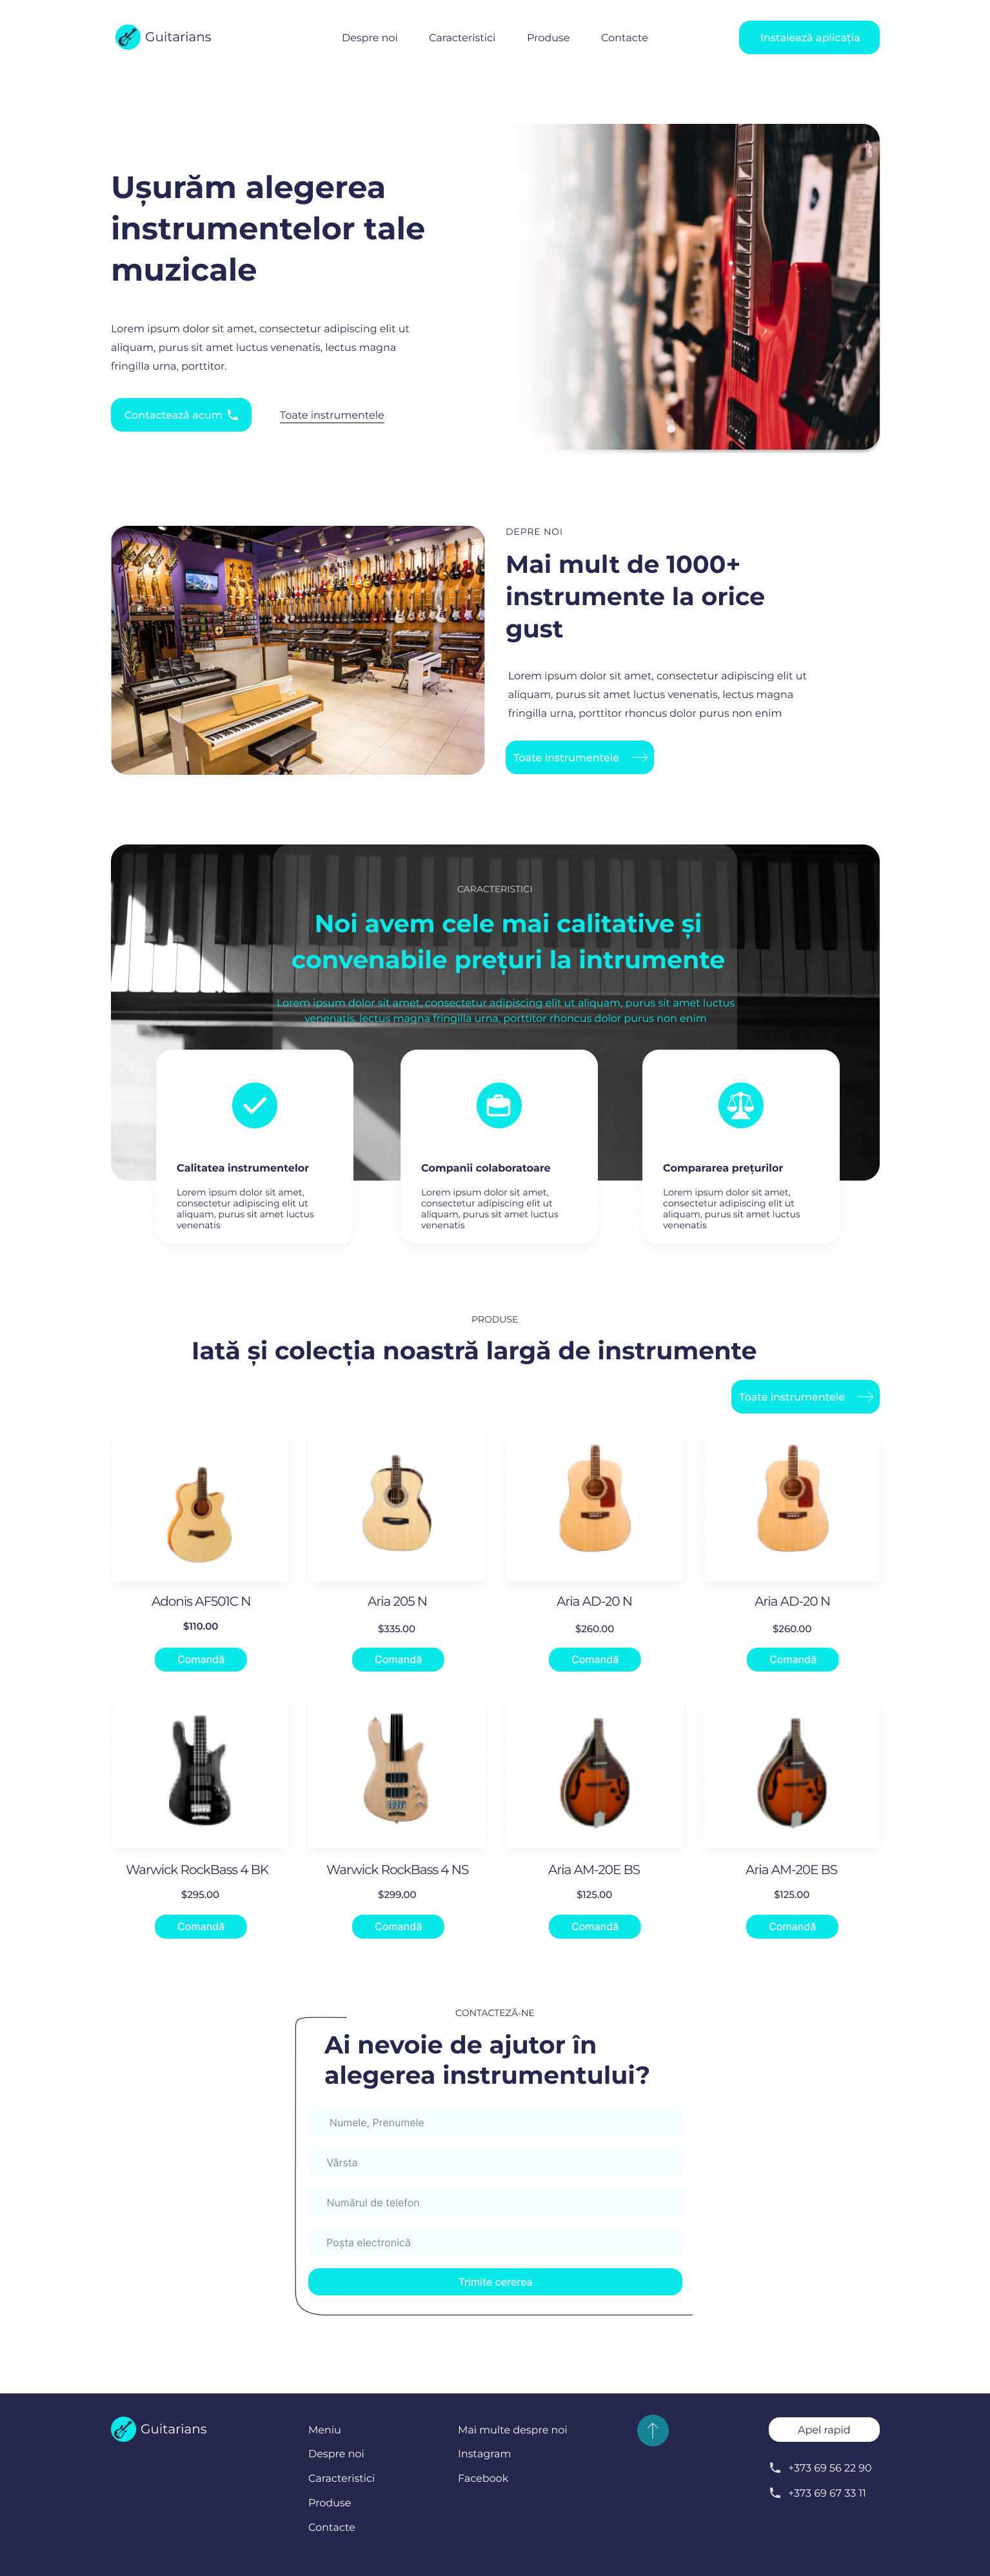 Guitarians
Despre noi
Caracteristici
Produse
Contacte
Instalează aplicația
Ușurăm alegerea
instrumentelor tale
muzicale
Lorem ipsum dolor sit amet, consectetur adipiscing elit ut
aliquam, purus sit amet luctus venenatis, lectus magna
fringilla urna, porttitor.
Contactează acum
Toate instrumentele
DEPRE NOI
Mai mult de 1000+
instrumente la orice
gust
Lorem ipsum dolor sit amet, consectetur adipiscing elit ut
aliquam, purus sit amet luctus venenatis, lectus magna
fringilla urna, porttitor rhoncus dolor purus non enim
Toate instrumentele
CARACTERISTICI
Noi avem cele mai calitative și
convenabile prețuri la intrumente
Lorem ipsum dolor sit amet, consectetur adipiscing elit ut aliquam, purus sit amet luctus
venenatis, lectus magna fringilla urna, porttitor rhoncus dolor purus non enim
Calitatea instrumentelor
Lorem ipsum dolor sit amet,
consectetur adipiscing elit ut
aliquam, purus sit amet luctus
venenatis
Companii colaboratoare
Lorem ipsum dolor sit amet,
consectetur adipiscing elit ut
aliquam, purus sit amet luctus
venenatis
Compararea prețurilor
Lorem ipsum dolor sit amet,
consectetur adipiscing elit ut
aliquam, purus sit amet luctus
venenatis
PRODUSE
Iată și colecția noastră largă de instrumente
Toate instrumentele
Adonis AF501C N
$110.00
Comandă
Aria 205 N
$335.00
Comandă
Aria AD-20 N
$260.00
Comandă
Aria AD-20 N
$260.00
Comandă
Warwick RockBass 4 BK
$295.00
Comandă
Warwick RockBass 4 NS
$299.00
Comandă
Aria AM-20E BS
$125.00
Comandă
Aria AM-20E BS
$125.00
Comandă
CONTACTEZĂ-NE
Ai nevoie de ajutor în
alegerea instrumentului?
Numele, Prenumele
Vârsta
Numărul de telefon
Poșta electronică
Trimite cererea
Guitarians
Meniu
Despre noi
Caracteristici
Produse
Contacte
Mai multe despre noi
Instagram
Facebook
Apel rapid
+373 69 56 22 90
+373 69 67 33 11